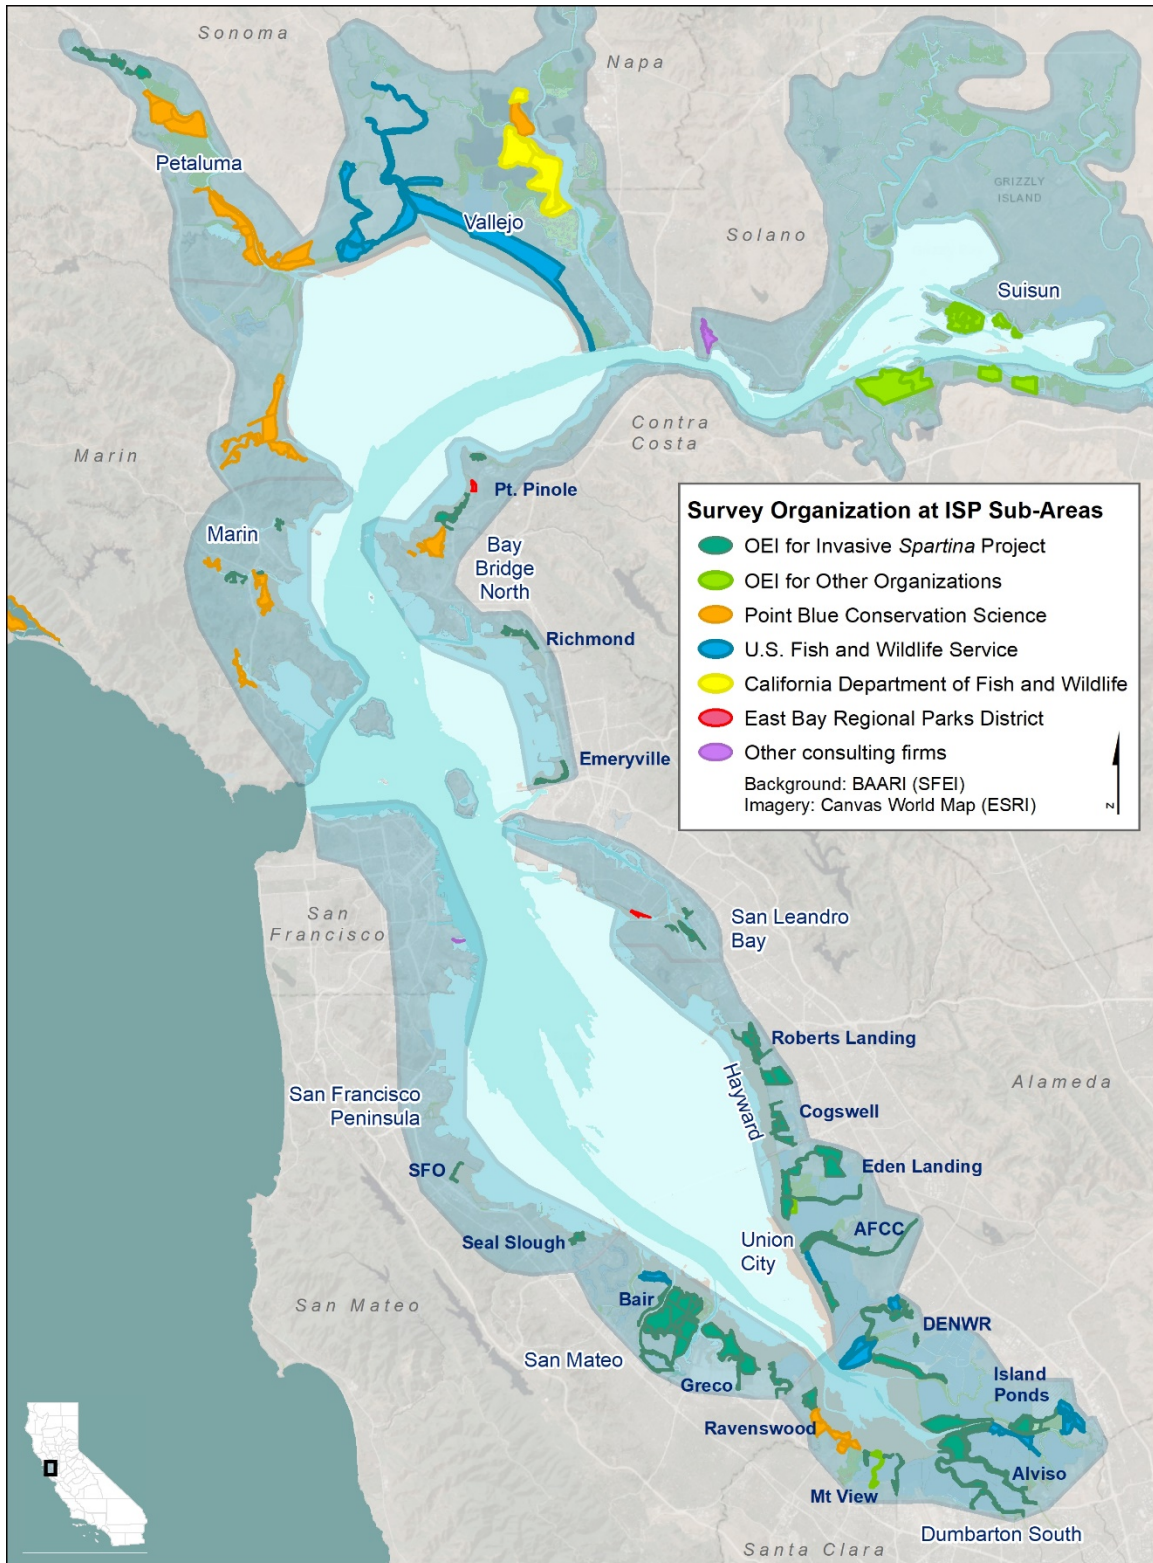 Sonoma
Napa
Petaluma
Vallejo
GRIZZLY
ISLAND
Solano
Suisun
Contra
Costa
Marin
Pt. Pinole
Marin
Bay
Bridge
North
Richmond
Emeryville
Survey Organization at ISP Sub-Areas
OEI for Invasive Spartina Project
OEI for Other Organizations
Point Blue Conservation Science
U.S. Fish and Wildlife Service
California Department of Fish and Wildlife
East Bay Regional Parks District
Other consulting firms
Background: BAARI (SFEI)
Imagery: Canvas World Map (ESRI)
N
San
Francisco
San Leandro
Bay
Roberts Landing
Hayward
Alameda
San Francisco
Peninsula
Cogswell
SFO
Eden Landing
AFCC
Seal Slough
Union
City
San Mateo
Bair
DENWR
San Mateo
Greco
Island
Ponds
Ravenswood
Alviso
Mt View
Dumbarton South
Santa Clara